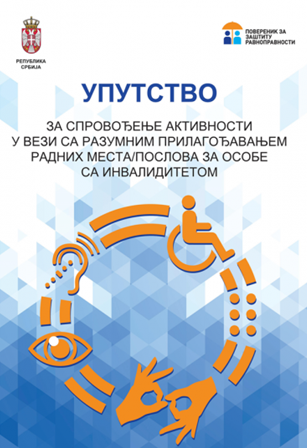 РЕПУБЛИКА
СРБИЈА
ПОВЕРЕНИК ЗА
ЗАШТИТУ
РАВНОПРАВНОСТИ
УПУТСТВО
ЗА СПРОВОЂЕЊЕ АКТИВНОСТИ
У ВЕЗИ СА РАЗУМНИМ ПРИЛАГОЂАВАЊЕМ
РАДНИХ МЕСТА/ПОСЛОВА ЗА ОСОБЕ
СА ИНВАЛИДИТЕТОМ